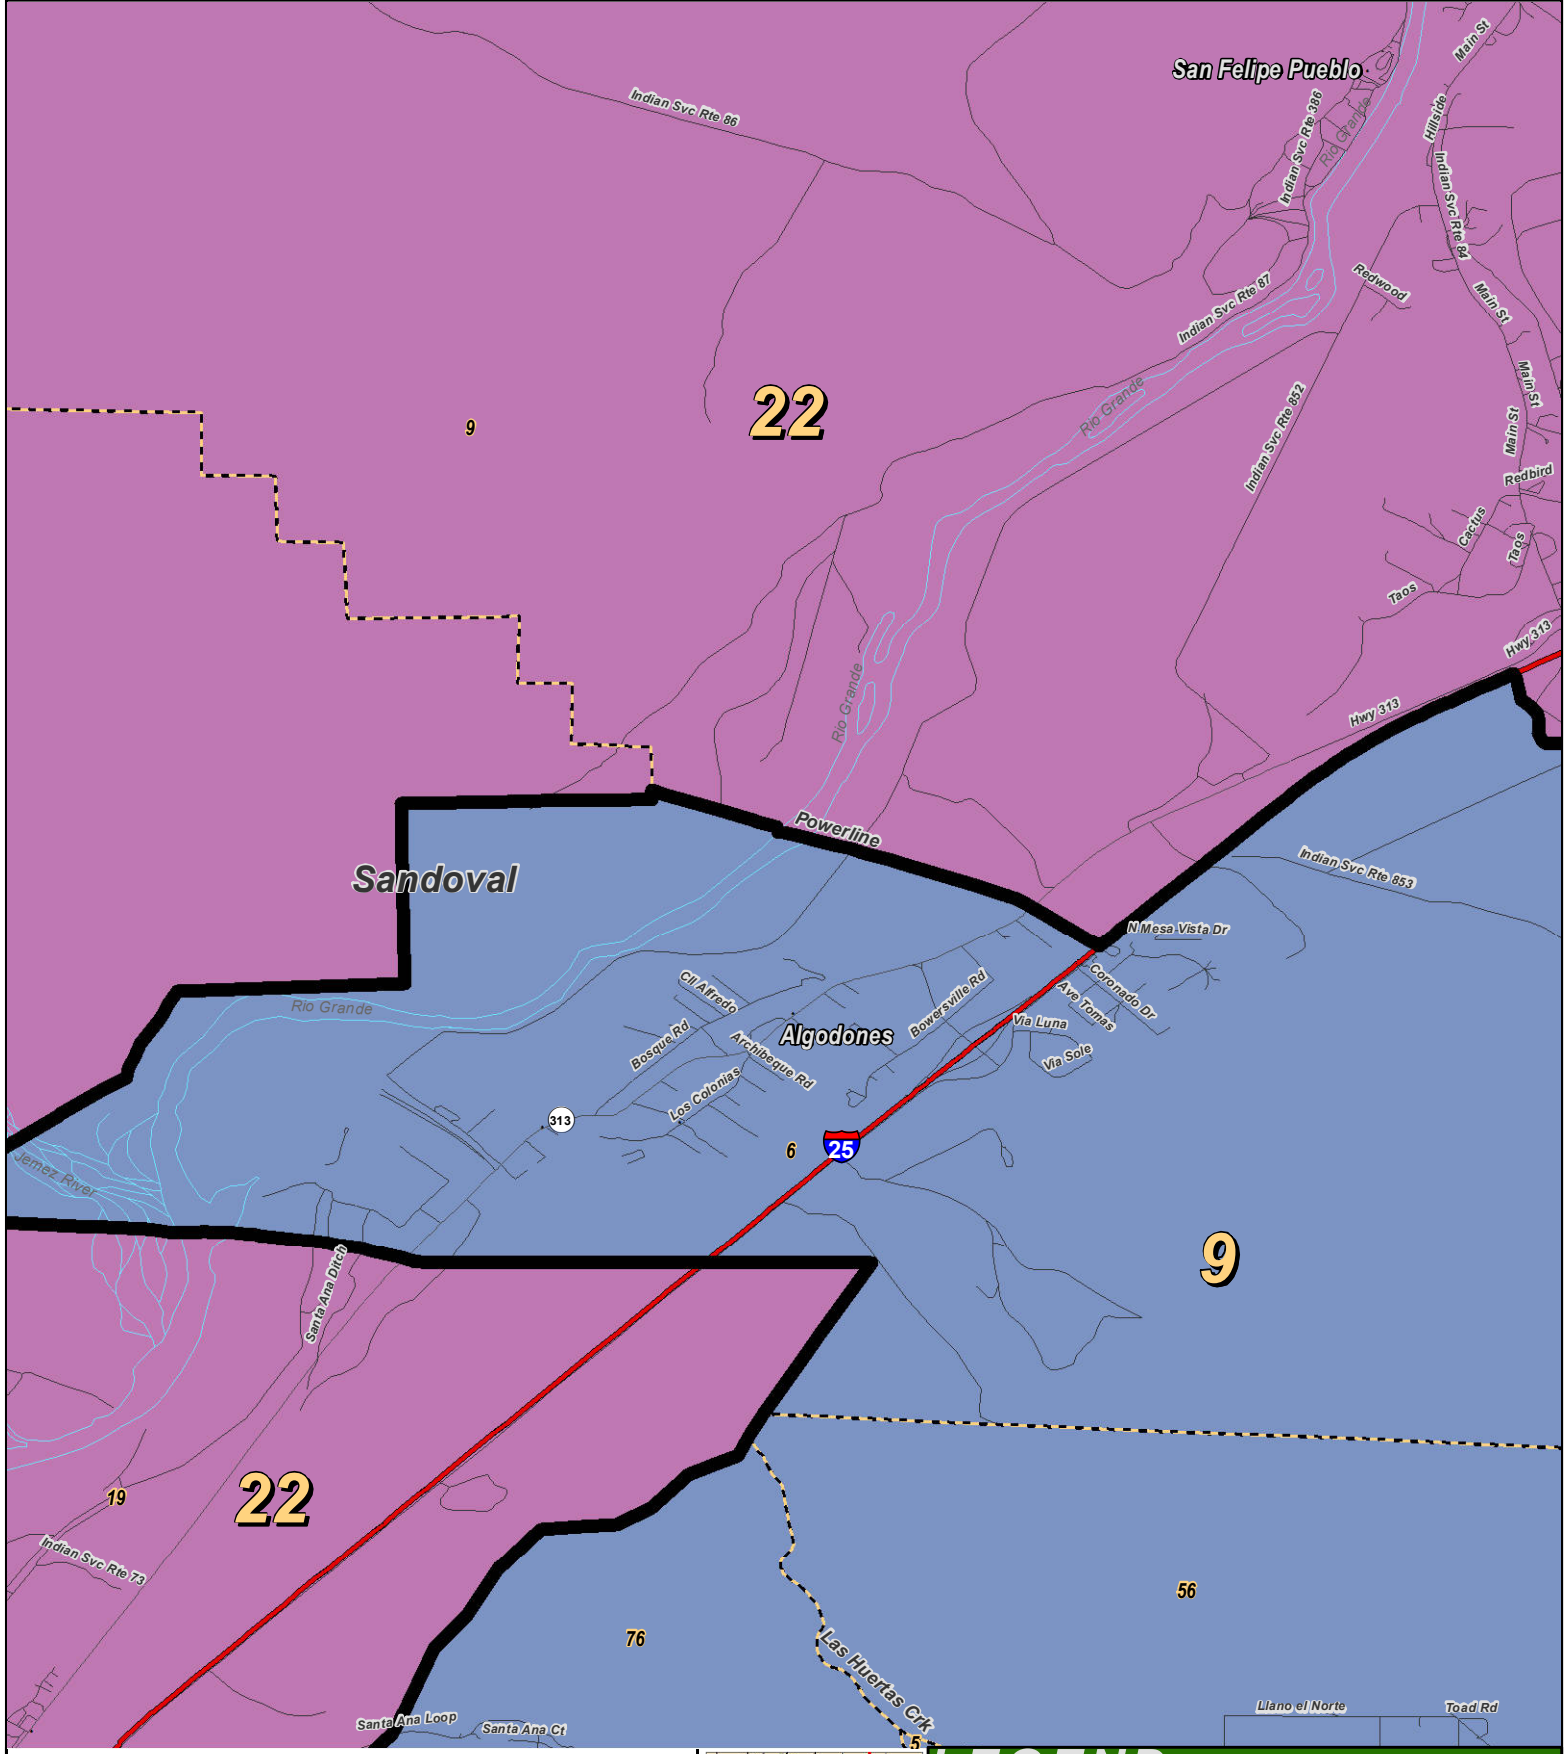 Main St
San Felipe Pueblo
Indian Svc Rte 86
Indian Svc Rte 386
Rio Grande
Hillside
Indian Svc Rte 84
Redwood
Indian Svc Rte 87
Main St
Main St
Rio Grande
22
9
Indian Svc Rte 852
Main St
Redbird
Cactus
Taos
Taos
Hwy 313
Rio Grande
Hwy 313
Powerline
Sandoval
Indian Svc Rte 853
N Mesa Vista Dr
Cll Alfredo
Coronado Dr
Bowersville Rd
Ave Tomas
Rio Grande
Via Luna
Algodones
Bosque Rd
Archibeque Rd
Via Sole
Los Colonias
313
6
25
Jemez River
9
Santa Ana Ditch
19
22
Indian Svc Rte 73
56
76
Las Huertas Crk
Llano el Norte
Toad Rd
Santa Ana Loop
Santa Ana Ct
5
LEGEND